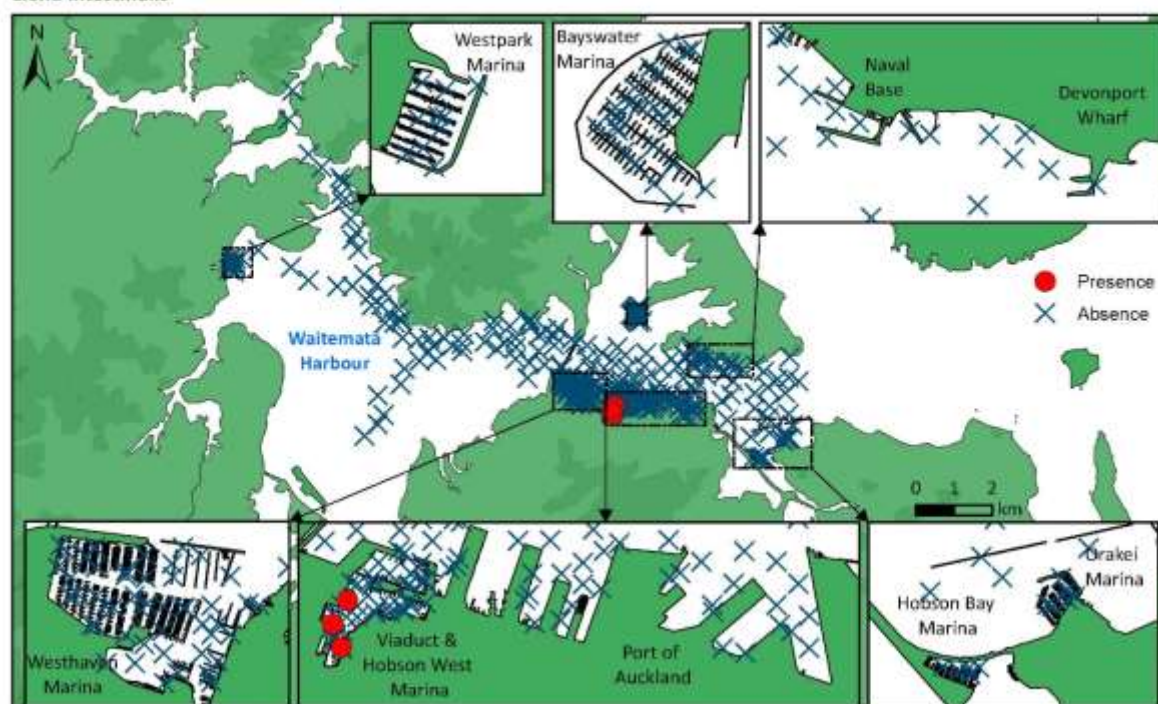 N
Westpark
Marina
Bayswater
Marina
Naval
Base
Devonport
Wharf
Presence
Absence
Waitematā
Harbour
0 1 2
km
Westhaven
Marina
Viaduct &
Hobson West
Marina
Port of
Auckland
Hobson Bay
Marina
Orakei
Marina